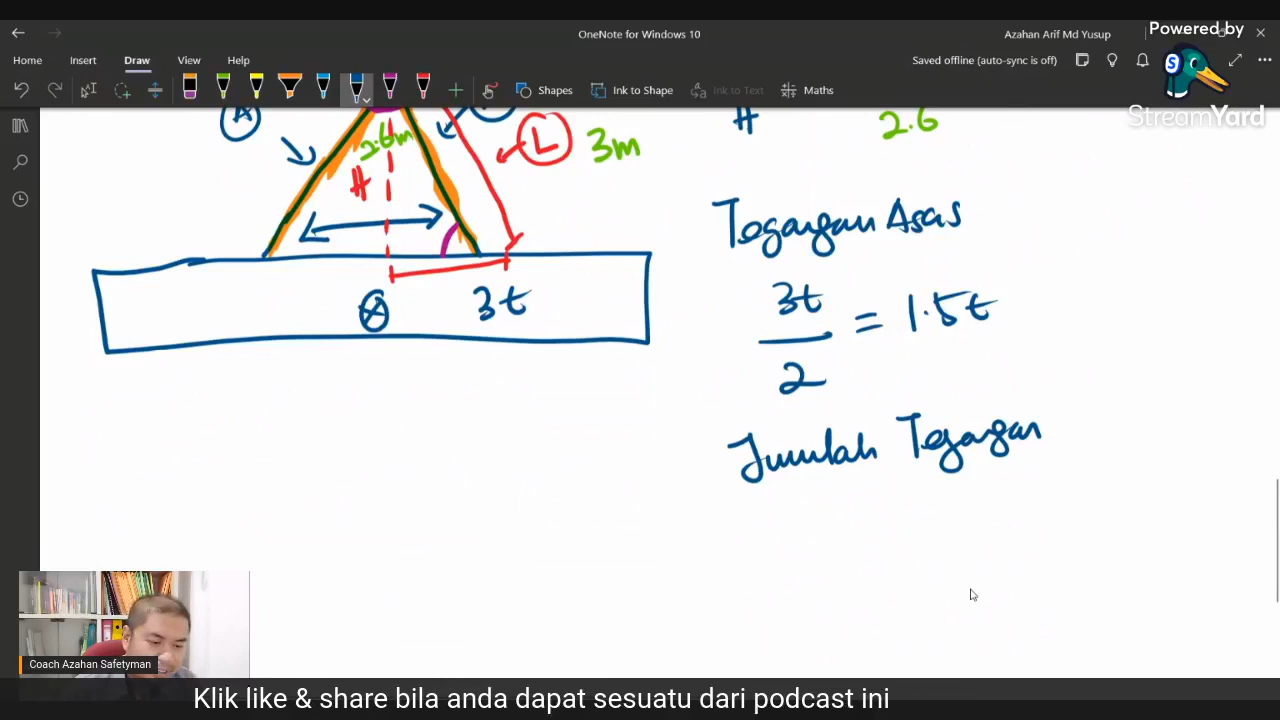 OneNote for Windows 10
Azahan Arif Md Yusup
Powered by
StreamYard
Home Insert Draw View Help
Saved offline (auto-sync is off)
Shapes Ink to Shape Ink to Text Maths
A
2.6m
H
L
3m
H 2.6
Tegangan Asas
3t
= 1.5t
2
3t
Jumlah Tegangan
Coach Azahan Safetyman
Klik like & share bila anda dapat sesuatu dari podcast ini